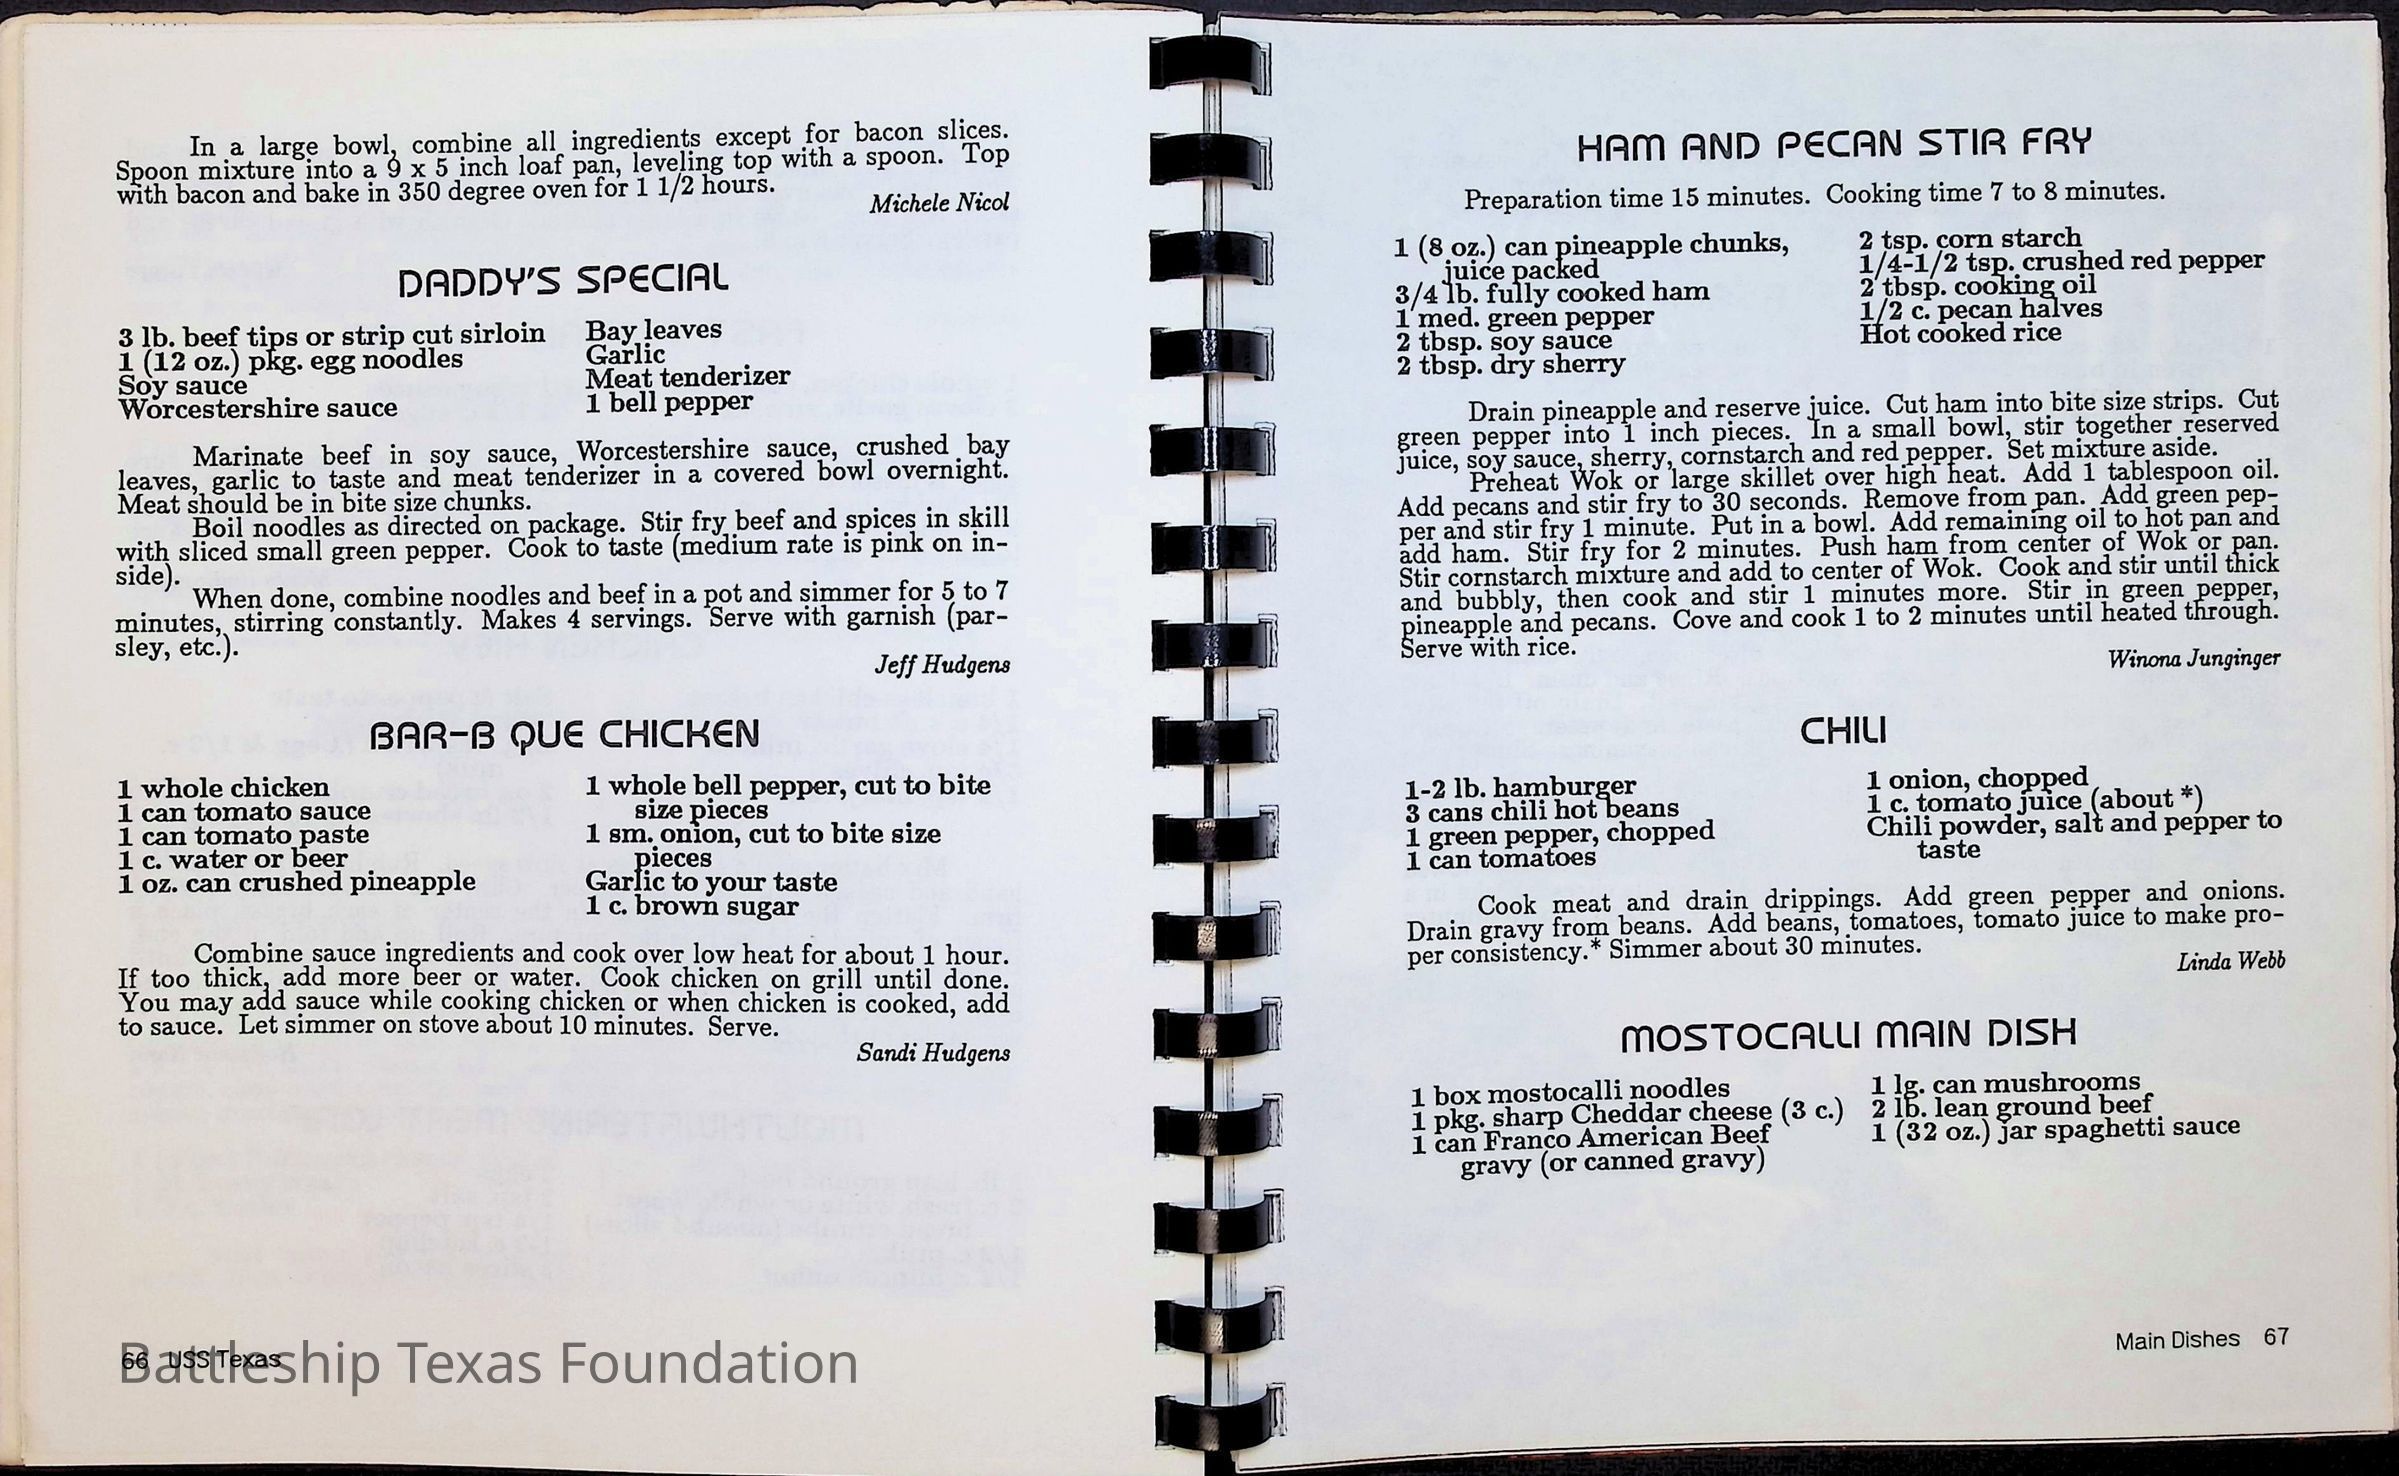 In a large bowl, combine all ingredients except for bacon slices.
Spoon mixture into a 9 x 5 inch loaf pan, leveling top with a spoon. Top
with bacon and bake in 350 degree oven for 1 1/2 hours.
Michele Nicol
DADDY'S SPECIAL
3 lb. beef tips or strip cut sirloin
1 (12 oz.) pkg. egg noodles
Soy sauce
Worcestershire sauce
Bay leaves
Garlic
Meat tenderizer
1 bell pepper
Marinate beef in soy sauce, Worcestershire sauce, crushed bay
leaves, garlic to taste and meat tenderizer in a covered bowl overnight.
Meat should be in bite size chunks.
Boil noodles as directed on package. Stir fry beef and spices in skill
with sliced small green pepper. Cook to taste (medium rate is pink on in-
side).
When done, combine noodles and beef in a pot and simmer for 5 to 7
minutes, stirring constantly. Makes 4 servings. Serve with garnish (par-
sley, etc.).
Jeff Hudgens
BAR-B QUE CHICKEN
1 whole chicken
1 can tomato sauce
1 can tomato paste
1 c. water or beer
1 oz. can crushed pineapple
1 whole bell pepper, cut to bite
size pieces
1 sm. onion, cut to bite size
pieces
Garlic to your taste
1 c. brown sugar
Combine sauce ingredients and cook over low heat for about 1 hour.
If too thick, add more beer or water. Cook chicken on grill until done.
You may add sauce while cooking chicken or when chicken is cooked, add
to sauce. Let simmer on stove about 10 minutes. Serve.
Sandi Hudgens
66 USS Texas
Battleship Texas Foundation
HAM AND PECAN STIR FRY
Preparation time 15 minutes. Cooking time 7 to 8 minutes.
1 (8 oz.) can pineapple chunks,
juice packed
3/4 lb. fully cooked ham
1 med. green pepper
2 tbsp. soy sauce
2 tbsp. dry sherry
2 tsp. corn starch
1/4-1/2 tsp. crushed red pepper
2 tbsp. cooking oil
1/2 c. pecan halves
Hot cooked rice
Drain pineapple and reserve juice. Cut ham into bite size strips. Cut
green pepper into 1 inch pieces. In a small bowl, stir together reserved
juice, soy sauce, sherry, cornstarch and red pepper. Set mixture aside.
Preheat Wok or large skillet over high heat. Add 1 tablespoon oil.
Add pecans and stir fry to 30 seconds. Remove from pan. Add green pep-
per and stir fry 1 minute. Put in a bowl. Add remaining oil to hot pan and
add ham. Stir fry for 2 minutes. Push ham from center of Wok or pan.
Stir cornstarch mixture and add to center of Wok. Cook and stir until thick
and bubbly, then cook and stir 1 minutes more. Stir in green pepper,
pineapple and pecans. Cove and cook 1 to 2 minutes until heated through.
Serve with rice.
Winona Junginger
CHILI
1-2 lb. hamburger
3 cans chili hot beans
1 green pepper, chopped
1 can tomatoes
1 onion, chopped
1 c. tomato juice (about *)
Chili powder, salt and pepper to
taste
Cook meat and drain drippings. Add green pepper and onions.
Drain gravy from beans. Add beans, tomatoes, tomato juice to make pro-
per consistency.* Simmer about 30 minutes.
Linda Webb
MOSTOCALLI MAIN DISH
1 box mostocalli noodles
1 pkg. sharp Cheddar cheese (3 c.)
1 can Franco American Beef
gravy (or canned gravy)
1 lg. can mushrooms
2 lb. lean ground beef
1 (32 oz.) jar spaghetti sauce
Main Dishes 67